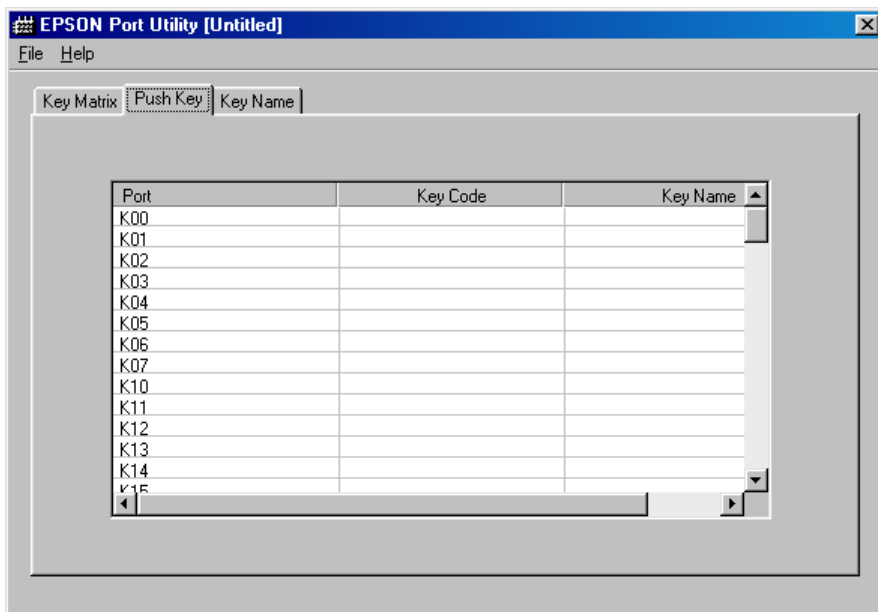 EPSON Port Utility [Untitled]
File Help
Key Matrix Push Key Key Name
Port Key Code Key Name
K00
K01
K02
K03
K04
K05
K06
K07
K10
K11
K12
K13
K14
K15